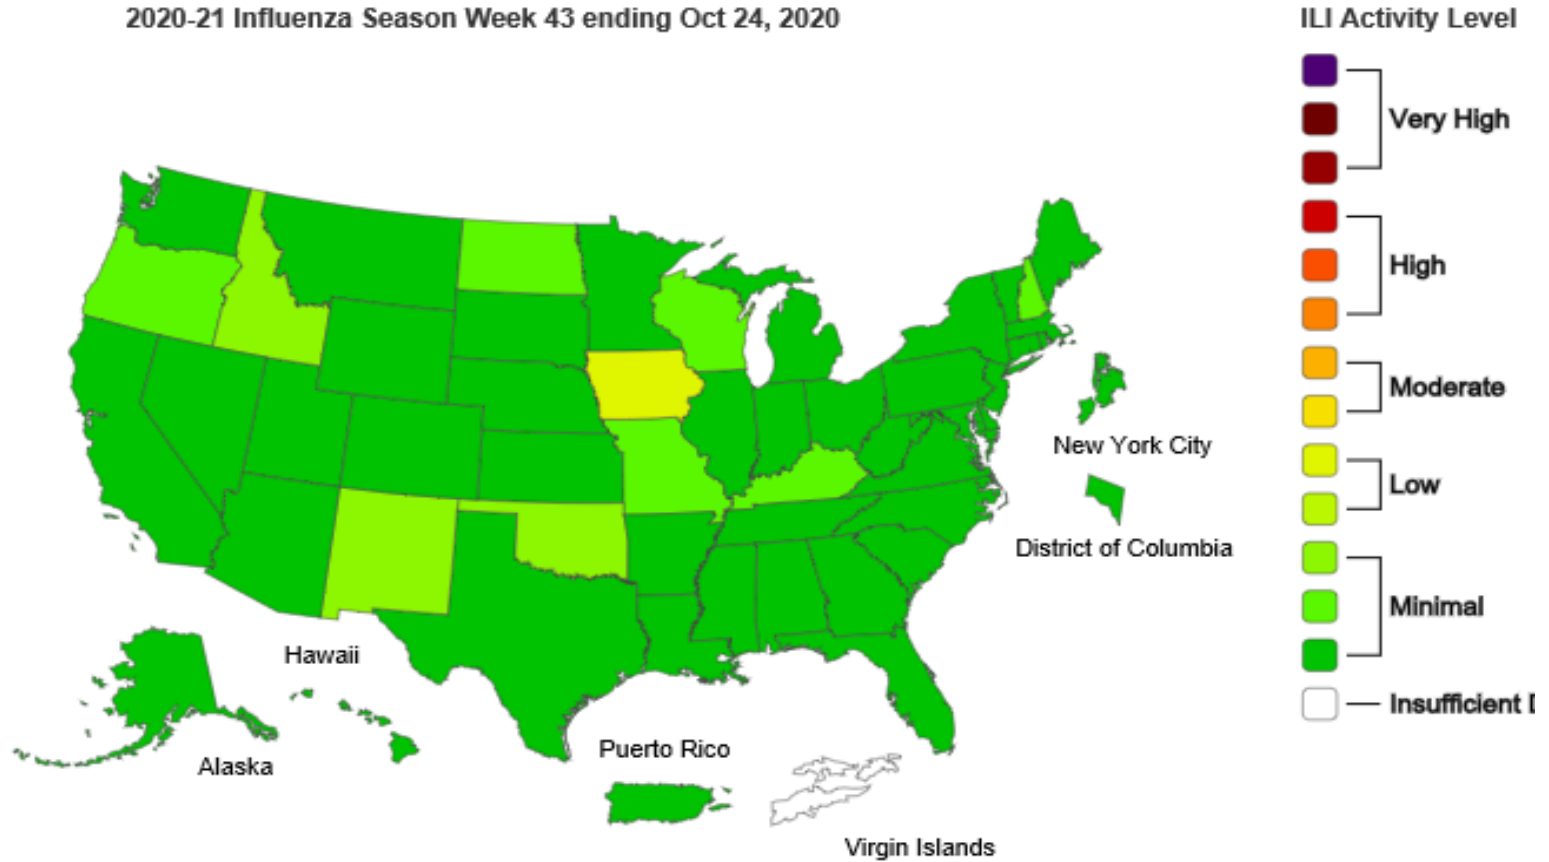 2020-21 Influenza Season Week 43 ending Oct 24, 2020
ILI Activity Level
Very High
High
Moderate
Low
Minimal
Insufficient
New York City
District of Columbia
Hawaii
Alaska
Puerto Rico
Virgin Islands